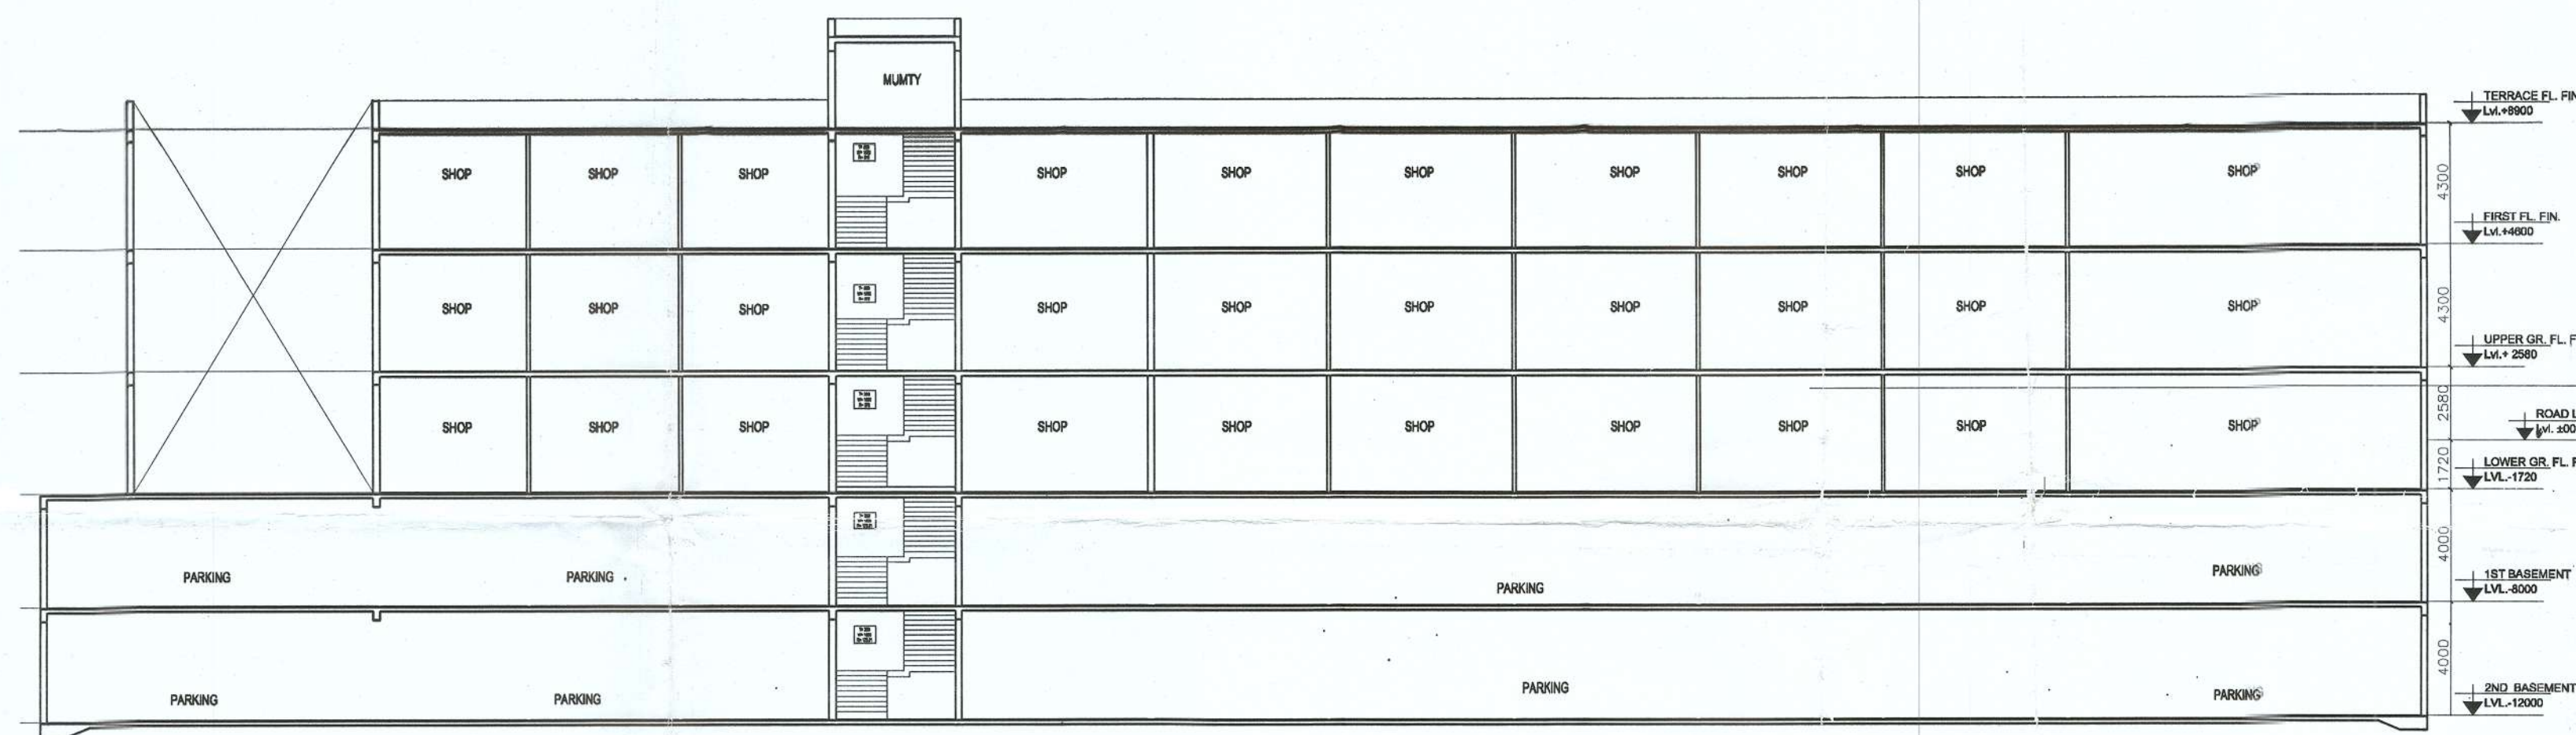 MUMTY
TERRACE FL. FIN
Lvl.+8900
SHOP SHOP SHOP SHOP SHOP SHOP SHOP SHOP SHOP SHOP
4300
FIRST FL. FIN.
Lvl.+4600
SHOP SHOP SHOP SHOP SHOP SHOP SHOP SHOP SHOP SHOP
4300
UPPER GR. FL. F
Lvl.+ 2580
2580
ROAD L
Lvl. ±00
SHOP SHOP SHOP SHOP SHOP SHOP SHOP SHOP SHOP SHOP
1720
LOWER GR. FL. F
LVL.-1720
4000
PARKING PARKING PARKING PARKING
1ST BASEMENT
LVL.-8000
4000
PARKING PARKING PARKING PARKING
2ND BASEMENT
LVL.-12000